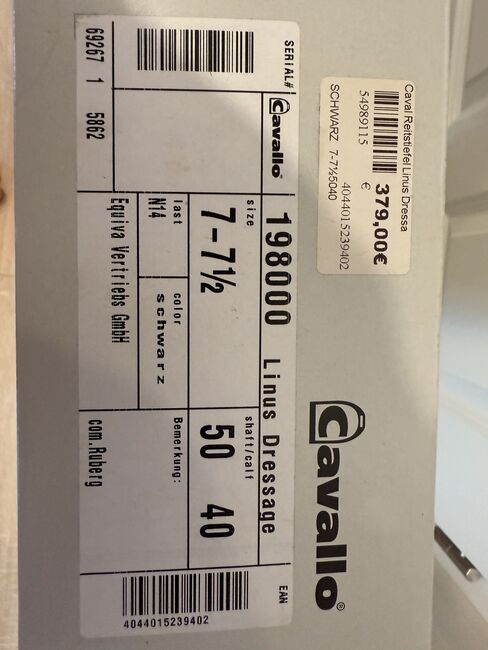 SERIAL#
69267 1 5862
Cavallo®
198000 Linus Dressage
size
7-7½
shaft/calf
50 40
last
N14
color
schwarz
Bemerkung:
Equiva Vertriebs GmbH
com.Ruberg
EAN
4044015239402
Caval Reitstiefel Linus Dressa
54989115
379,00€
€
4044015239402
SCHWARZ 7-7½5040
Cavallo®